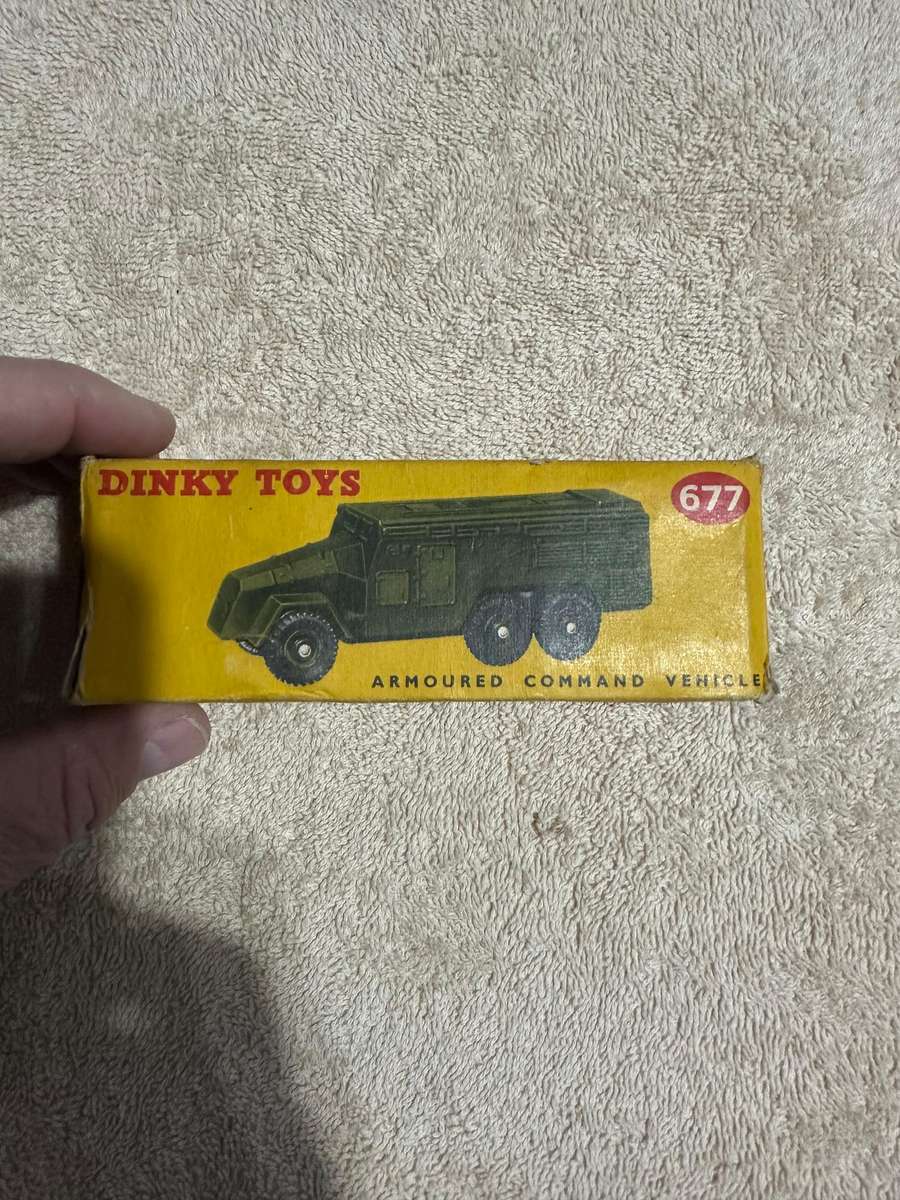 DINKY TOYS
677
ARMOURED COMMAND VEHICLE